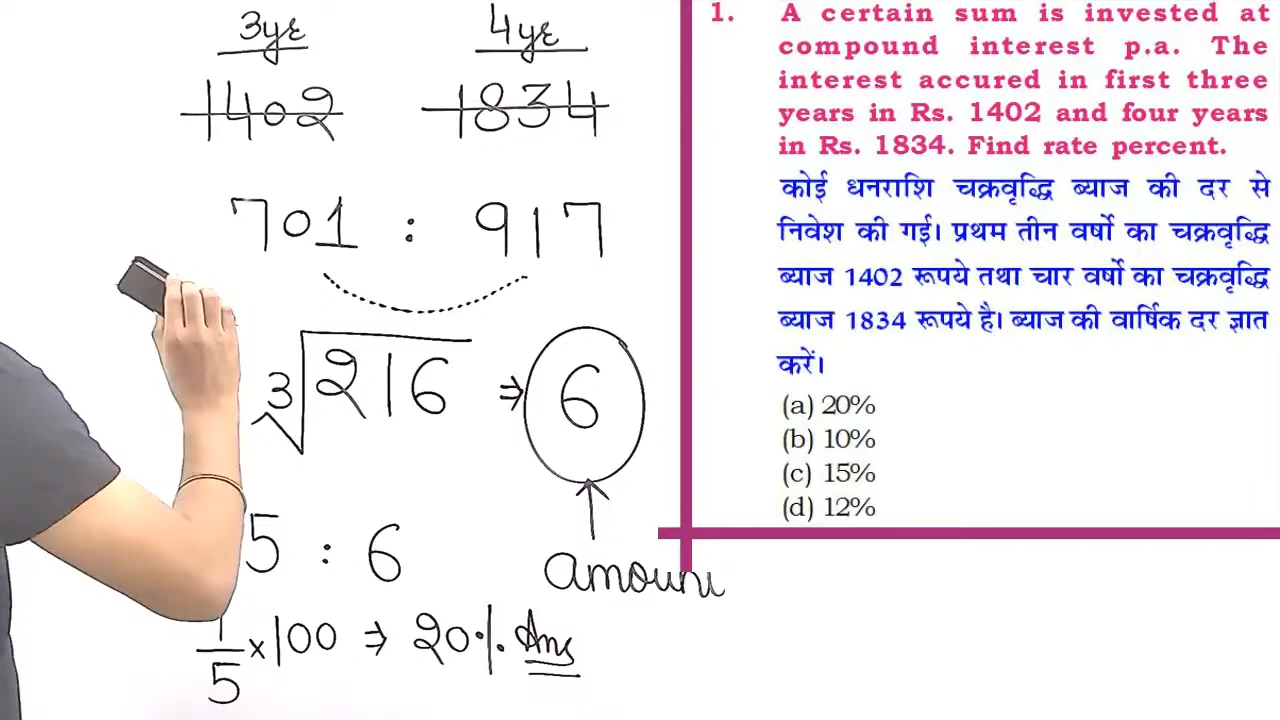 3yr 4yr
1402 1834
701 : 917
3√216 ⇒ 6
5 : 6
amount
1/5 × 100 ⇒ 20% Ans
1. A certain sum is invested at
compound interest p.a. The
interest accured in first three
years in Rs. 1402 and four years
in Rs. 1834. Find rate percent.
कोई धनराशि चक्रवृद्धि ब्याज की दर से
निवेश की गई। प्रथम तीन वर्षो का चक्रवृद्धि
ब्याज 1402 रूपये तथा चार वर्षो का चक्रवृद्धि
ब्याज 1834 रूपये है। ब्याज की वार्षिक दर ज्ञात
करें।
(a) 20%
(b) 10%
(c) 15%
(d) 12%